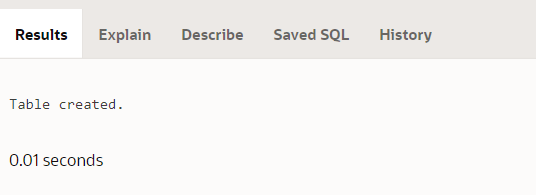 Results Explain Describe Saved SQL History
Table created.
0.01 seconds